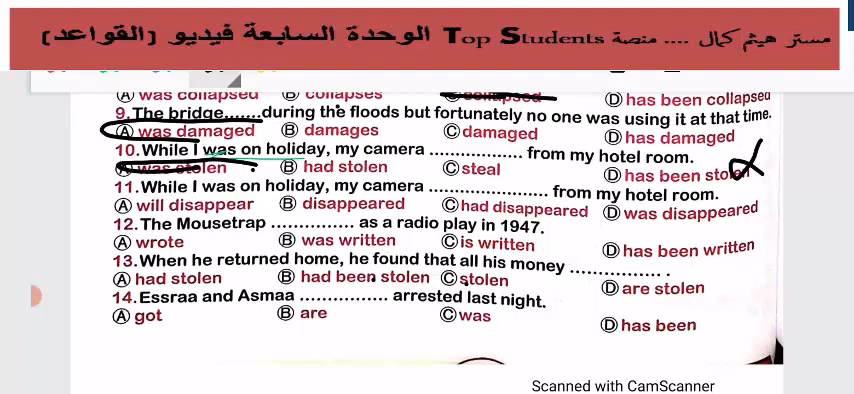 مستر هيثم كمال .... منصة Top Students الوحدة السابعة فيديو (القواعد)
Ⓐ was collapsed Ⓑ collapses Ⓒ collapsed Ⓓ has been collapsed
9.The bridge.......during the floods but fortunately no one was using it at that time.
Ⓐ was damaged Ⓑ damages Ⓒ damaged Ⓓ has damaged
10.While I was on holiday, my camera ................ from my hotel room.
Ⓐ was stolen Ⓑ had stolen Ⓒ steal Ⓓ has been stolen
11.While I was on holiday, my camera .................... from my hotel room.
Ⓐ will disappear Ⓑ disappeared Ⓒ had disappeared Ⓓ was disappeared
12.The Mousetrap .............. as a radio play in 1947.
Ⓐ wrote Ⓑ was written Ⓒ is written Ⓓ has been written
13.When he returned home, he found that all his money ................ .
Ⓐ had stolen Ⓑ had been stolen Ⓒ stolen Ⓓ are stolen
14.Essraa and Asmaa ............... arrested last night.
Ⓐ got Ⓑ are Ⓒ was Ⓓ has been
Scanned with CamScanner